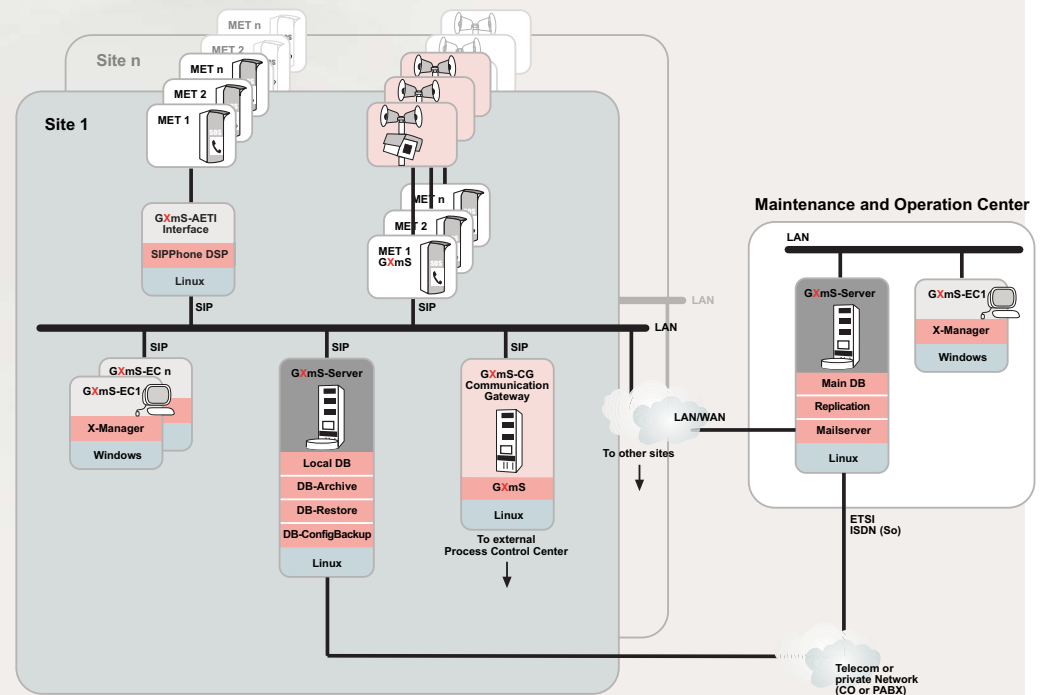 MET n
MET 2
Site n
MET n
MET 2
MET 1
SOS
Site 1
GXmS-AETI
Interface
SIPPhone DSP
Linux
SIP
MET n
MET 2
MET 1
GXmS
SOS
SIP
LAN
LAN
SIP
GXmS-EC n
GXmS-EC1
X-Manager
Windows
SIP
GXmS-Server
Local DB
DB-Archive
DB-Restore
DB-ConfigBackup
Linux
SIP
GXmS-CG
Communication
Gateway
GXmS
Linux
To external
Process Control Center
LAN/WAN
To other sites
Maintenance and Operation Center
LAN
GXmS-Server
Main DB
Replication
Mailserver
Linux
GXmS-EC1
X-Manager
Windows
ETSI
ISDN (So)
Telecom or
private Network
(CO or PABX)